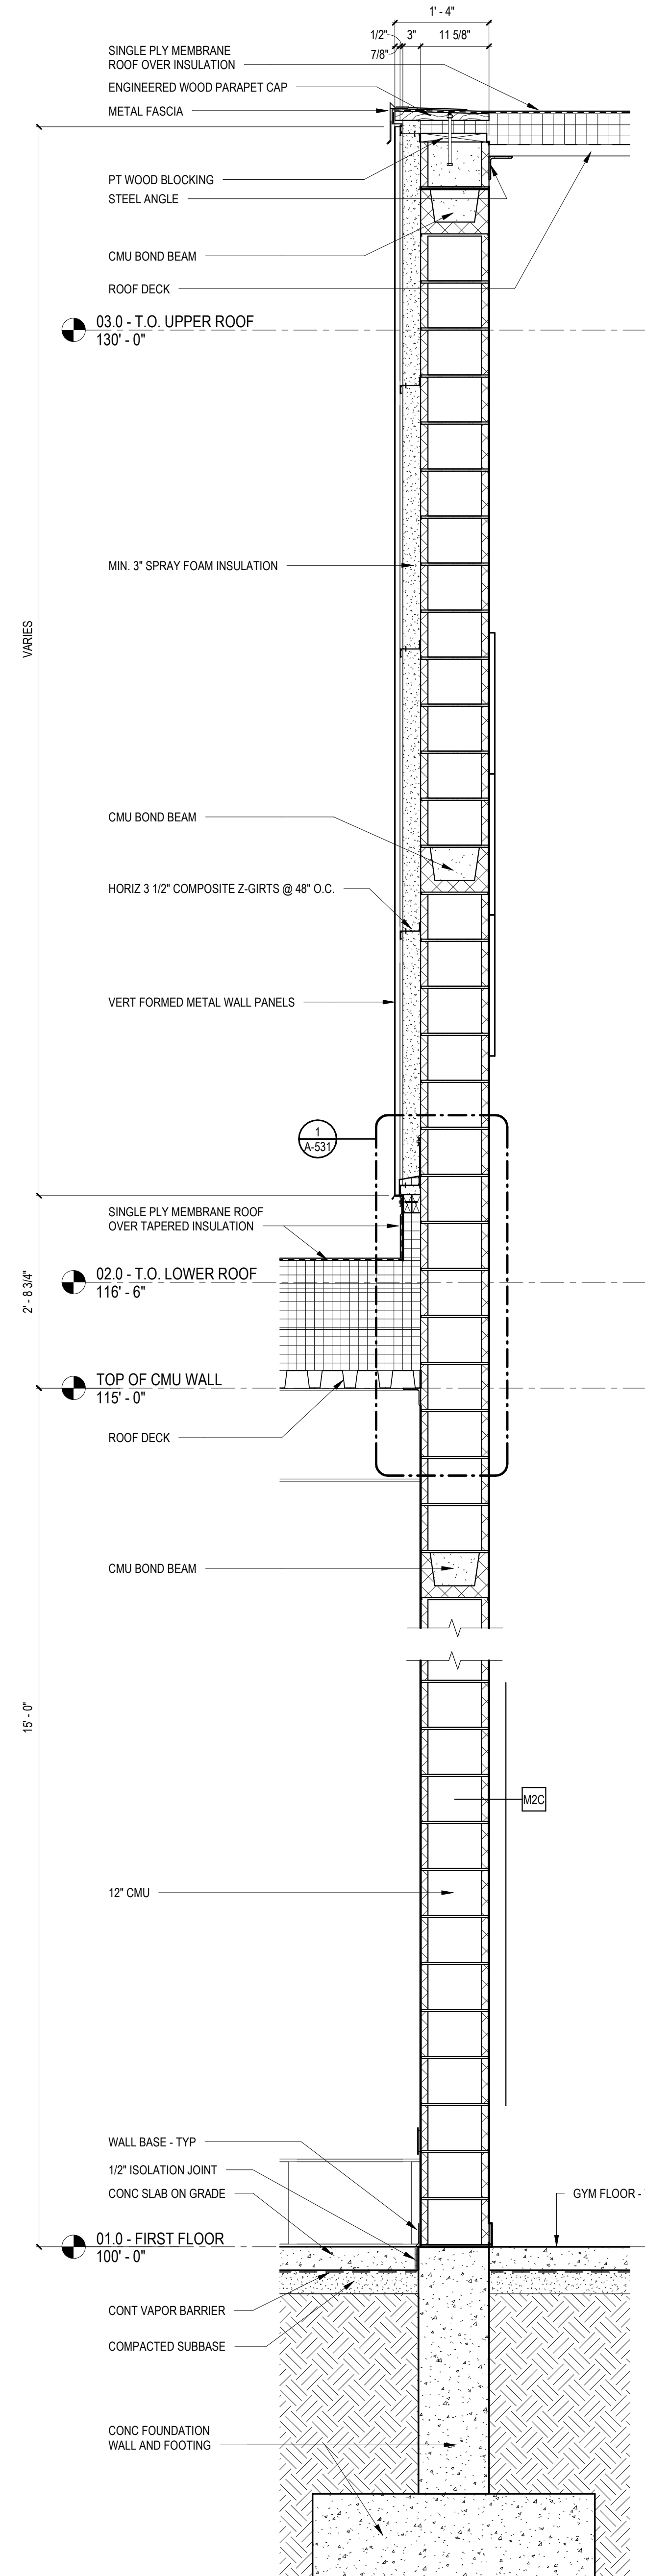 1' - 4"
1/2" 3" 11 5/8"
7/8"
SINGLE PLY MEMBRANE
ROOF OVER INSULATION
ENGINEERED WOOD PARAPET CAP
METAL FASCIA
PT WOOD BLOCKING
STEEL ANGLE
CMU BOND BEAM
ROOF DECK
03.0 - T.O. UPPER ROOF
130' - 0"
MIN. 3" SPRAY FOAM INSULATION
VARIES
CMU BOND BEAM
HORIZ 3 1/2" COMPOSITE Z-GIRTS @ 48" O.C.
VERT FORMED METAL WALL PANELS
1
A-531
SINGLE PLY MEMBRANE ROOF
OVER TAPERED INSULATION
02.0 - T.O. LOWER ROOF
116' - 6"
2' - 8 3/4"
TOP OF CMU WALL
115' - 0"
ROOF DECK
CMU BOND BEAM
15' - 0"
M2C
12" CMU
WALL BASE - TYP
1/2" ISOLATION JOINT
CONC SLAB ON GRADE
GYM FLOOR -
01.0 - FIRST FLOOR
100' - 0"
CONT VAPOR BARRIER
COMPACTED SUBBASE
CONC FOUNDATION
WALL AND FOOTING